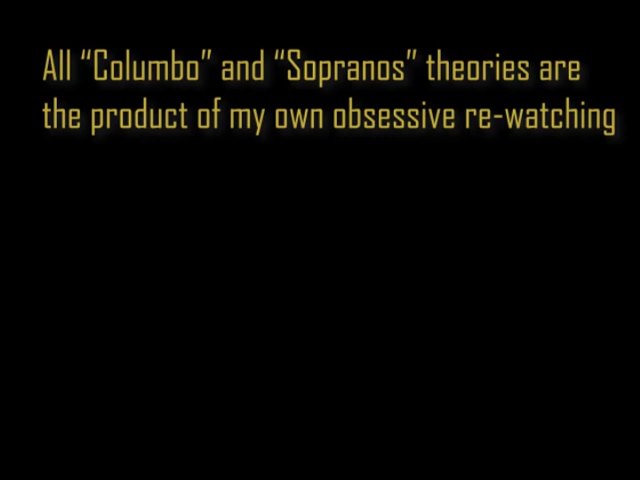 All “Columbo” and “Sopranos” theories are
the product of my own obsessive re-watching